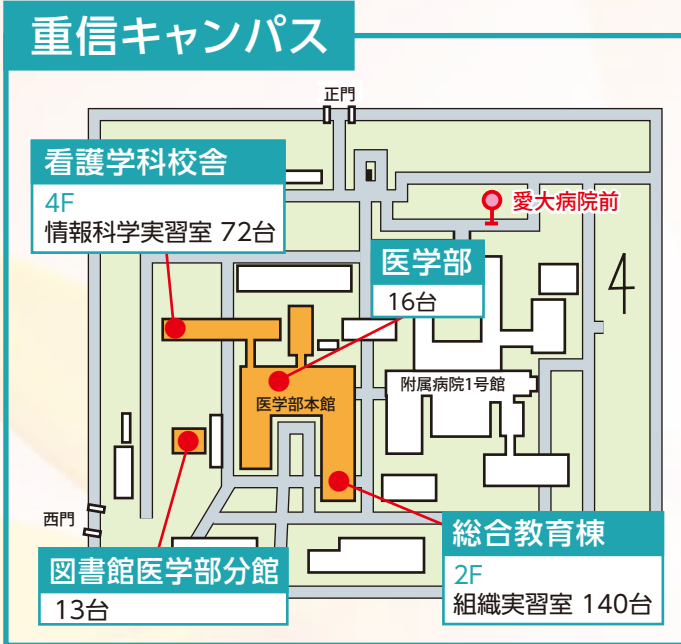 重信キャンパス
正門
看護学科校舎
4F
情報科学実習室 72台
愛大病院前
医学部
16台
附属病院1号館
医学部本館
西門
総合教育棟
2F
組織実習室 140台
図書館医学部分館
13台